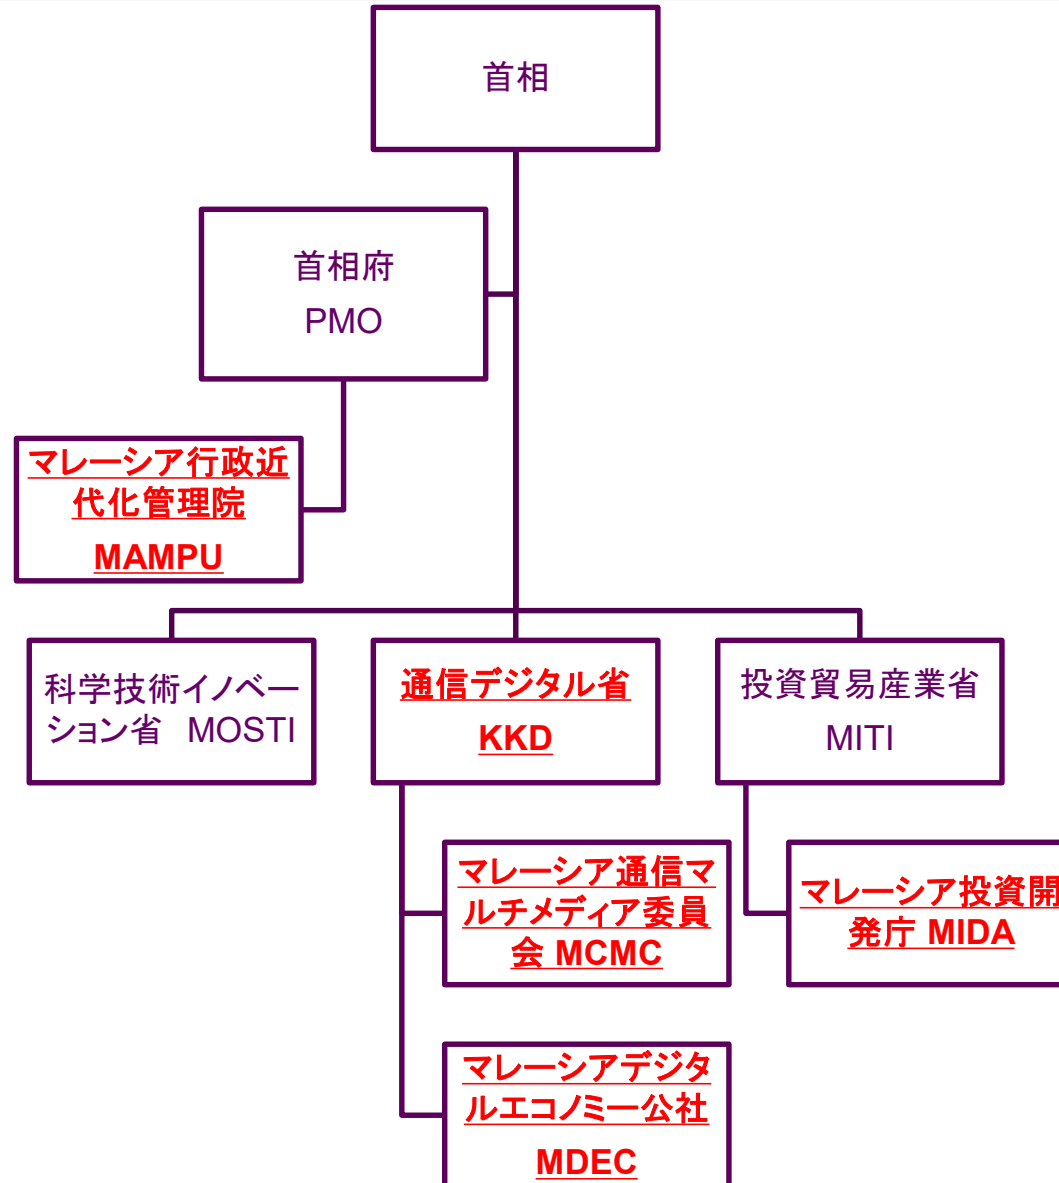 首相
首相府
PMO
マレーシア行政近
代化管理院
MAMPU
科学技術イノベー
ション省　MOSTI
通信デジタル省
KKD
投資貿易産業省
MITI
マレーシア通信マ
ルチメディア委員
会 MCMC
マレーシア投資開
発庁 MIDA
マレーシアデジタ
ルエコノミー公社
MDEC